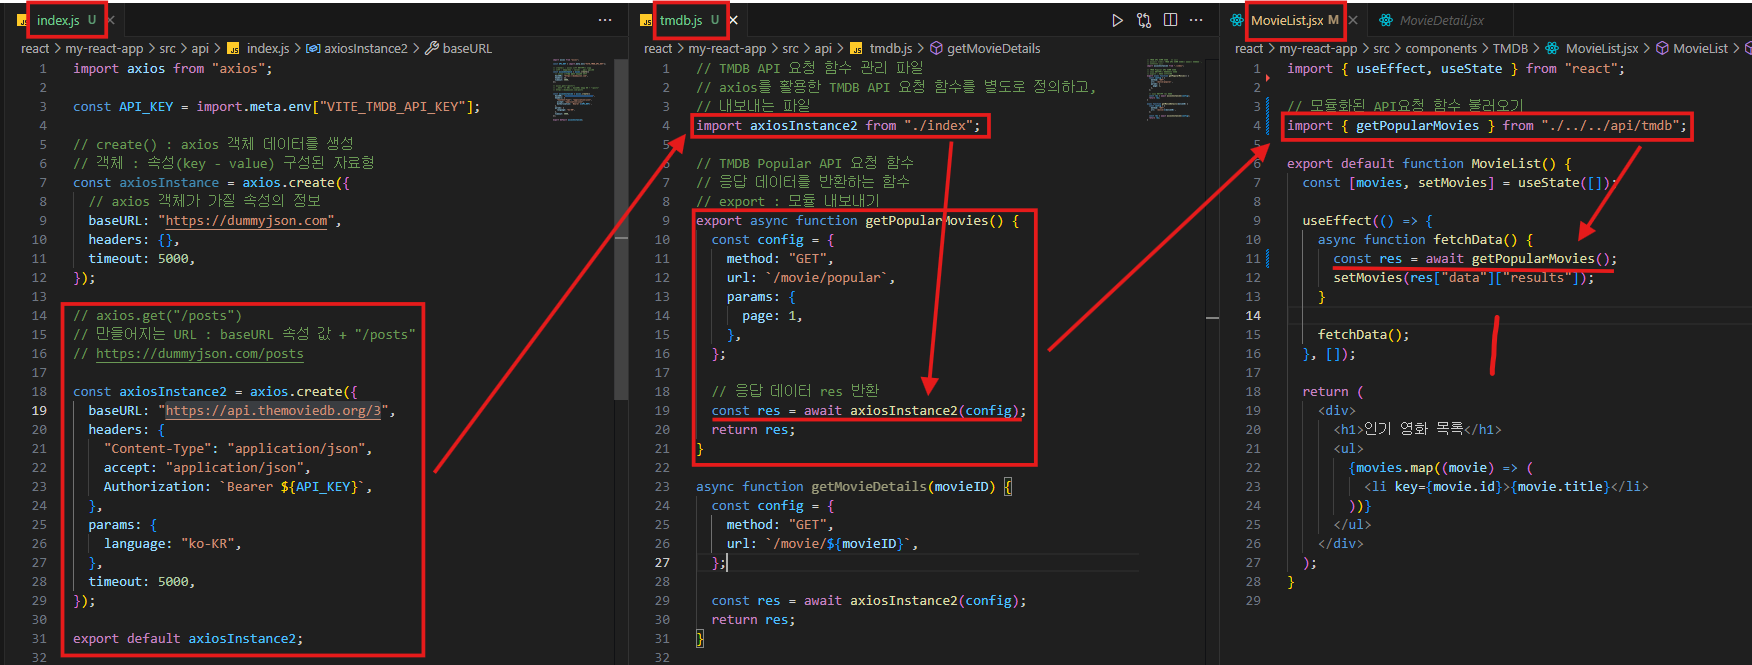 index.js U
react > my-react-app > src > api > index.js > axiosInstance2 > baseURL
1 import axios from "axios";
2
3 const API_KEY = import.meta.env["VITE_TMDB_API_KEY"];
4
5 // create() : axios 객체 데이터를 생성
6 // 객체 : 속성(key - value) 구성된 자료형
7 const axiosInstance = axios.create({
8 // axios 객체가 가질 속성의 정보
9 baseURL: "https://dummyjson.com",
10 headers: {},
11 timeout: 5000,
12 });
13
14 // axios.get("/posts")
15 // 만들어지는 URL : baseURL 속성 값 + "/posts"
16 // https://dummyjson.com/posts
17
18 const axiosInstance2 = axios.create({
19 baseURL: "https://api.themoviedb.org/3",
20 headers: {
21 "Content-Type": "application/json",
22 accept: "application/json",
23 Authorization: `Bearer ${API_KEY}`,
24 },
25 params: {
26 language: "ko-KR",
27 },
28 timeout: 5000,
29 });
30
31 export default axiosInstance2;
32
tmdb.js U
react > my-react-app > src > api > tmdb.js > getMovieDetails
1 // TMDB API 요청 함수 관리 파일
2 // axios를 활용한 TMDB API 요청 함수를 별도로 정의하고,
3 // 내보내는 파일
4 import axiosInstance2 from "./index";
5
6 // TMDB Popular API 요청 함수
7 // 응답 데이터를 반환하는 함수
8 // export : 모듈 내보내기
9 export async function getPopularMovies() {
10 const config = {
11 method: "GET",
12 url: `/movie/popular`,
13 params: {
14 page: 1,
15 },
16 };
17
18 // 응답 데이터 res 반환
19 const res = await axiosInstance2(config);
20 return res;
21 }
22
23 async function getMovieDetails(movieID) {
24 const config = {
25 method: "GET",
26 url: `/movie/${movieID}`,
27 };
28
29 const res = await axiosInstance2(config);
30 return res;
31 }
32
MovieList.jsx M
MovieDetail.jsx
react > my-react-app > src > components > TMDB > MovieList.jsx > MovieList >
1 import { useEffect, useState } from "react";
2
3 // 모듈화된 API요청 함수 불러오기
4 import { getPopularMovies } from "./../../api/tmdb";
5
6 export default function MovieList() {
7 const [movies, setMovies] = useState([]);
8
9 useEffect(() => {
10 async function fetchData() {
11 const res = await getPopularMovies();
12 setMovies(res["data"]["results"]);
13 }
14
15 fetchData();
16 }, []);
17
18 return (
19 <div>
20 <h1>인기 영화 목록</h1>
21 <ul>
22 {movies.map((movie) => (
23 <li key={movie.id}>{movie.title}</li>
24 ))}
25 </ul>
26 </div>
27 );
28 }
29